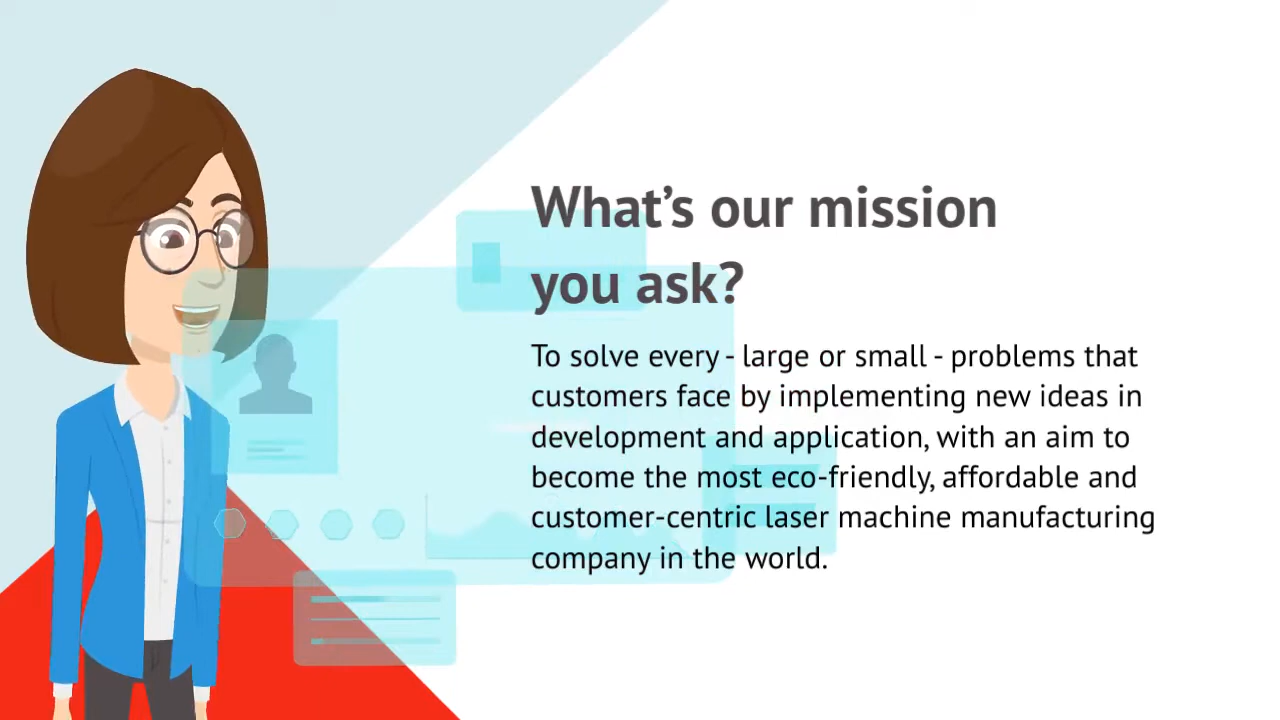 What’s our mission
you ask?
To solve every - large or small - problems that
customers face by implementing new ideas in
development and application, with an aim to
become the most eco-friendly, affordable and
customer-centric laser machine manufacturing
company in the world.